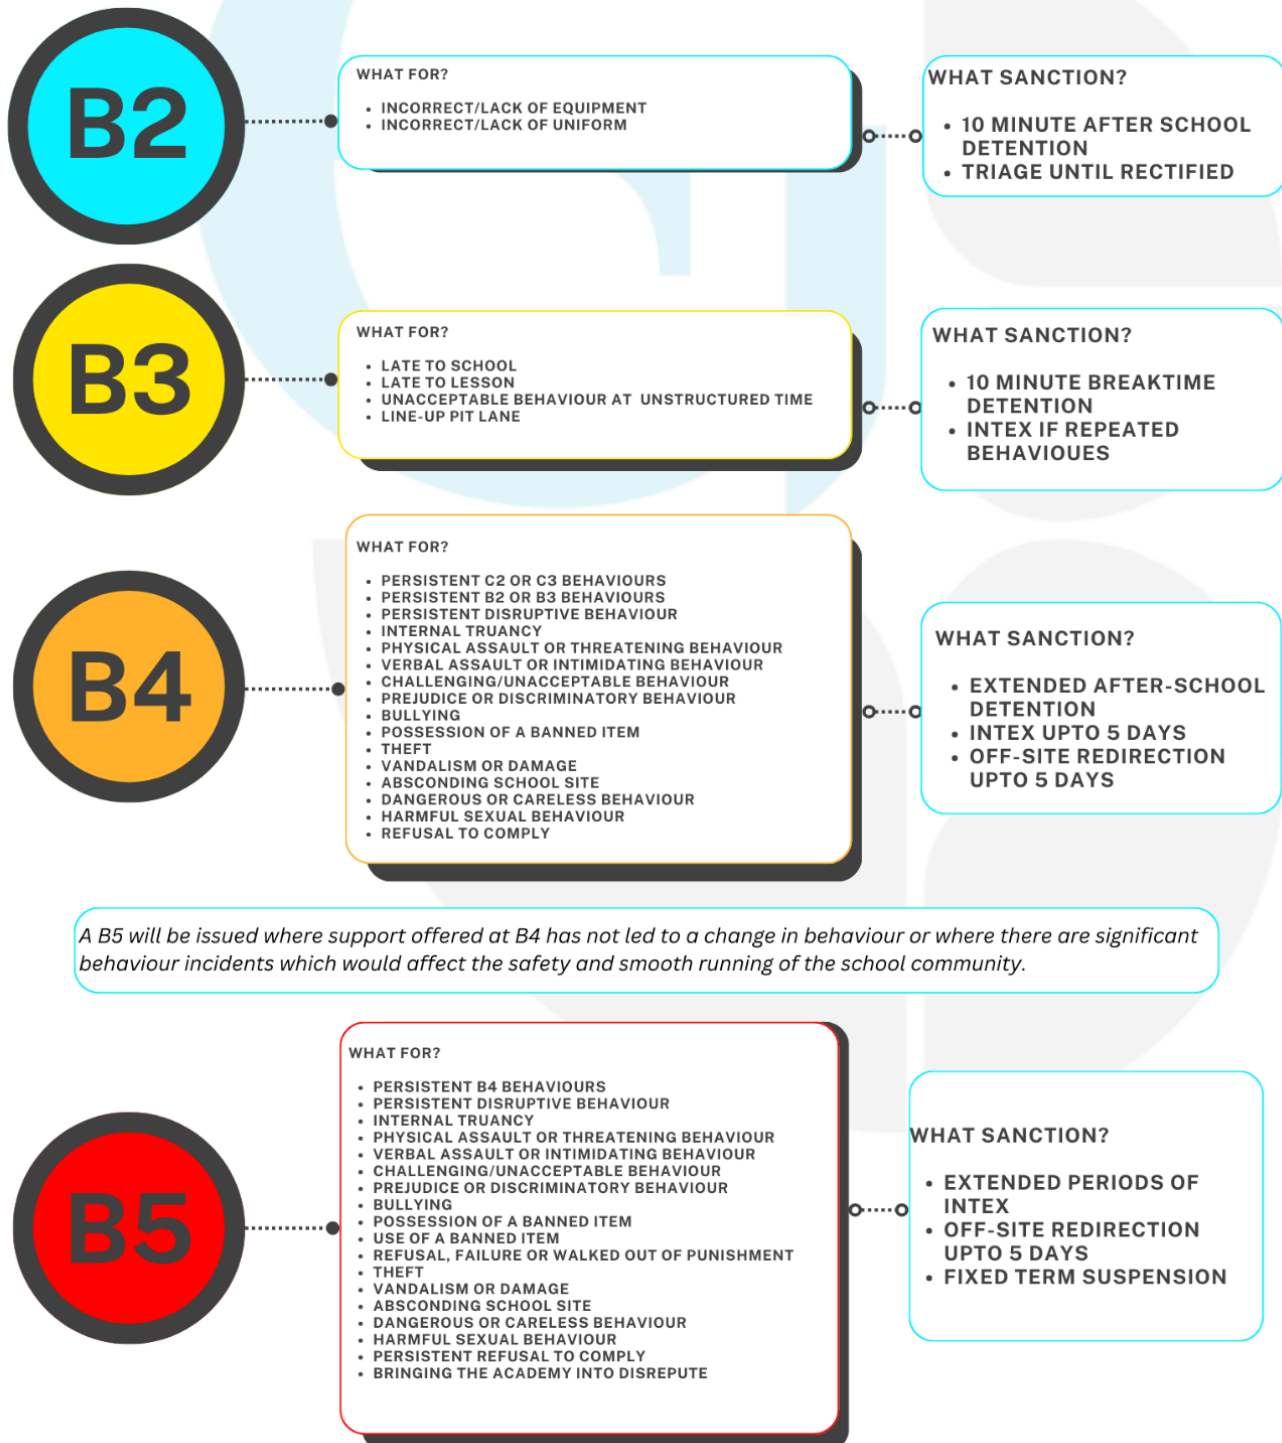 B2
WHAT FOR?
• INCORRECT/LACK OF EQUIPMENT
• INCORRECT/LACK OF UNIFORM
WHAT SANCTION?
• 10 MINUTE AFTER SCHOOL
DETENTION
• TRIAGE UNTIL RECTIFIED
B3
WHAT FOR?
• LATE TO SCHOOL
• LATE TO LESSON
• UNACCEPTABLE BEHAVIOUR AT UNSTRUCTURED TIME
• LINE-UP PIT LANE
WHAT SANCTION?
• 10 MINUTE BREAKTIME
DETENTION
• INTEX IF REPEATED
BEHAVIOUES
B4
WHAT FOR?
• PERSISTENT C2 OR C3 BEHAVIOURS
• PERSISTENT B2 OR B3 BEHAVIOURS
• PERSISTENT DISRUPTIVE BEHAVIOUR
• INTERNAL TRUANCY
• PHYSICAL ASSAULT OR THREATENING BEHAVIOUR
• VERBAL ASSAULT OR INTIMIDATING BEHAVIOUR
• CHALLENGING/UNACCEPTABLE BEHAVIOUR
• PREJUDICE OR DISCRIMINATORY BEHAVIOUR
• BULLYING
• POSSESSION OF A BANNED ITEM
• THEFT
• VANDALISM OR DAMAGE
• ABSCONDING SCHOOL SITE
• DANGEROUS OR CARELESS BEHAVIOUR
• HARMFUL SEXUAL BEHAVIOUR
• REFUSAL TO COMPLY
WHAT SANCTION?
• EXTENDED AFTER-SCHOOL
DETENTION
• INTEX UPTO 5 DAYS
• OFF-SITE REDIRECTION
UPTO 5 DAYS
A B5 will be issued where support offered at B4 has not led to a change in behaviour or where there are significant
behaviour incidents which would affect the safety and smooth running of the school community.
B5
WHAT FOR?
• PERSISTENT B4 BEHAVIOURS
• PERSISTENT DISRUPTIVE BEHAVIOUR
• INTERNAL TRUANCY
• PHYSICAL ASSAULT OR THREATENING BEHAVIOUR
• VERBAL ASSAULT OR INTIMIDATING BEHAVIOUR
• CHALLENGING/UNACCEPTABLE BEHAVIOUR
• PREJUDICE OR DISCRIMINATORY BEHAVIOUR
• BULLYING
• POSSESSION OF A BANNED ITEM
• USE OF A BANNED ITEM
• REFUSAL, FAILURE OR WALKED OUT OF PUNISHMENT
• THEFT
• VANDALISM OR DAMAGE
• ABSCONDING SCHOOL SITE
• DANGEROUS OR CARELESS BEHAVIOUR
• HARMFUL SEXUAL BEHAVIOUR
• PERSISTENT REFUSAL TO COMPLY
• BRINGING THE ACADEMY INTO DISREPUTE
WHAT SANCTION?
• EXTENDED PERIODS OF
INTEX
• OFF-SITE REDIRECTION
UPTO 5 DAYS
• FIXED TERM SUSPENSION